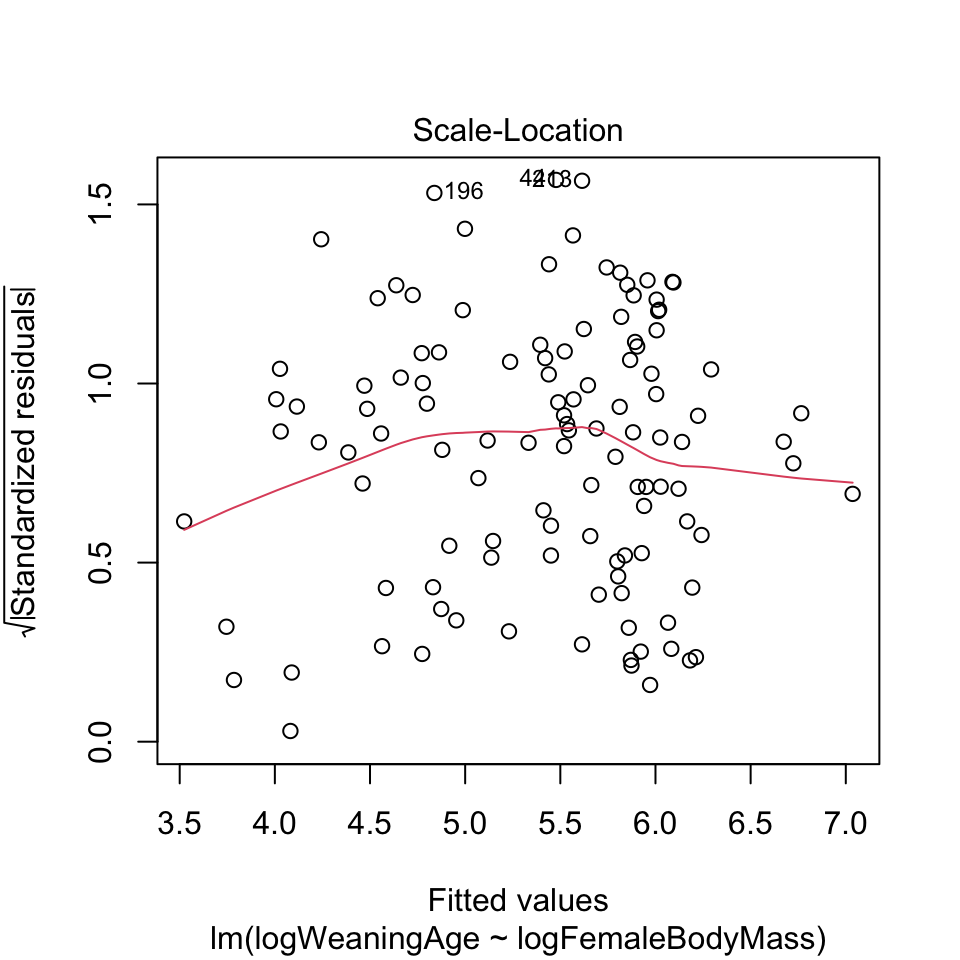 Scale-Location
√|Standardized residuals|
1.5
1.0
0.5
0.0
196
213
3.5 4.0 4.5 5.0 5.5 6.0 6.5 7.0
Fitted values
lm(logWeaningAge ~ logFemaleBodyMass)